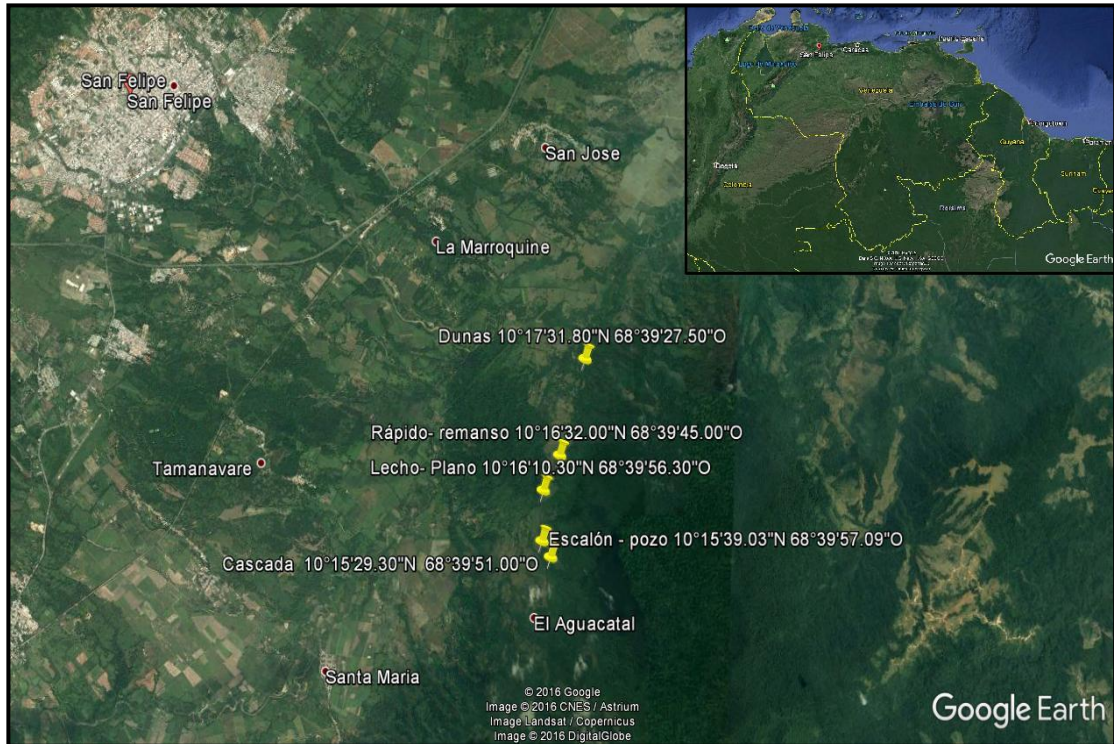 San Felipe
San Felipe
San Jose
La Marroquine
Dunas 10°17'31.80"N 68°39'27.50"O
Rápido- remanso 10°16'32.00"N 68°39'45.00"O
Tamanavare
Lecho- Plano 10°16'10.30"N 68°39'56.30"O
Escalón - pozo 10°15'39.03"N 68°39'57.09"O
Cascada 10°15'29.30"N 68°39'51.00"O
El Aguacatal
Santa Maria
© 2016 Google
Image © 2016 CNES / Astrium
Image Landsat / Copernicus
Image © 2016 DigitalGlobe
Google Earth
San Felipe
Caracas
Venezuela
Georgetown
Guyana
Bogotá
Colombia
Roraima
Google Earth